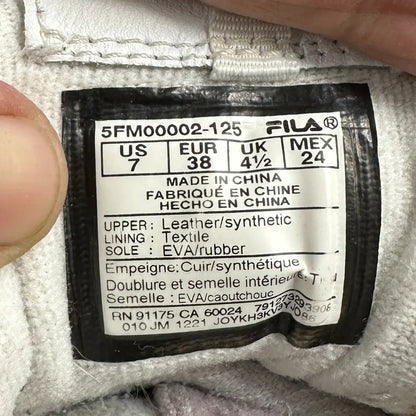 5FM00002-125 FILA®
US EUR UK MEX
7 38 4½ 24
MADE IN CHINA
FABRIQUÉ EN CHINE
HECHO EN CHINA
UPPER: Leather/synthetic
LINING: Textile
SOLE: EVA/rubber
Empeigne: Cuir/synthétique
Doublure et semelle intérieure:
Semelle: EVA/caoutchouc
RN 91175 CA 60024
010 JM 1221